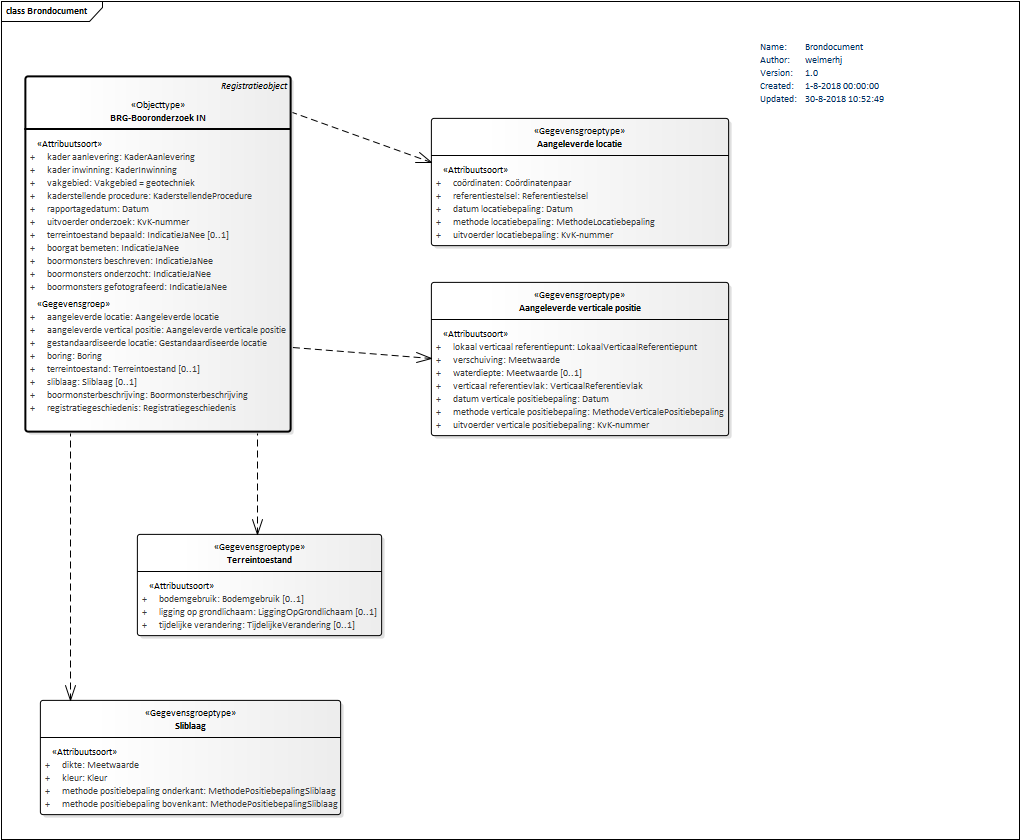 class Brondocument
Name: Brondocument
Author: welmerhj
Version: 1.0
Created: 1-8-2018 00:00:00
Updated: 30-8-2018 10:52:49
Registratieobject
«Objecttype»
BRG-Booronderzoek IN
«Attribuutsoort»
+ kader aanlevering: KaderAanlevering
+ kader inwinning: KaderInwinning
+ vakgebied: Vakgebied = geotechniek
+ kaderstellende procedure: KaderstellendeProcedure
+ rapportagedatum: Datum
+ uitvoerder onderzoek: KvK-nummer
+ terreintoestand bepaald: IndicatieJaNee [0..1]
+ boorgat bemeten: IndicatieJaNee
+ boormonsters beschreven: IndicatieJaNee
+ boormonsters onderzocht: IndicatieJaNee
+ boormonsters gefotografeerd: IndicatieJaNee
«Gegevensgroep»
+ aangeleverde locatie: Aangeleverde locatie
+ aangeleverde vertical positie: Aangeleverde verticale positie
+ gestandaardiseerde locatie: Gestandaardiseerde locatie
+ boring: Boring
+ terreintoestand: Terreintoestand [0..1]
+ sliblaag: Sliblaag [0..1]
+ boormonsterbeschrijving: Boormonsterbeschrijving
+ registratiegeschiedenis: Registratiegeschiedenis
«Gegevensgroeptype»
Aangeleverde locatie
«Attribuutsoort»
+ coördinaten: Coördinatenpaar
+ referentiestelsel: Referentiestelsel
+ datum locatiebepaling: Datum
+ methode locatiebepaling: MethodeLocatiebepaling
+ uitvoerder locatiebepaling: KvK-nummer
«Gegevensgroeptype»
Aangeleverde verticale positie
«Attribuutsoort»
+ lokaal verticaal referentiepunt: LokaalVerticaalReferentiepunt
+ verschuiving: Meetwaarde
+ waterdiepte: Meetwaarde [0..1]
+ verticaal referentievlak: VerticaalReferentievlak
+ datum verticale positiebepaling: Datum
+ methode verticale positiebepaling: MethodeVerticalePositiebepaling
+ uitvoerder verticale positiebepaling: KvK-nummer
«Gegevensgroeptype»
Terreintoestand
«Attribuutsoort»
+ bodemgebruik: Bodemgebruik [0..1]
+ ligging op grondlichaam: LiggingOpGrondlichaam [0..1]
+ tijdelijke verandering: TijdelijkeVerandering [0..1]
«Gegevensgroeptype»
Sliblaag
«Attribuutsoort»
+ dikte: Meetwaarde
+ kleur: Kleur
+ methode positiebepaling onderkant: MethodePositiebepalingSliblaag
+ methode positiebepaling bovenkant: MethodePositiebepalingSliblaag